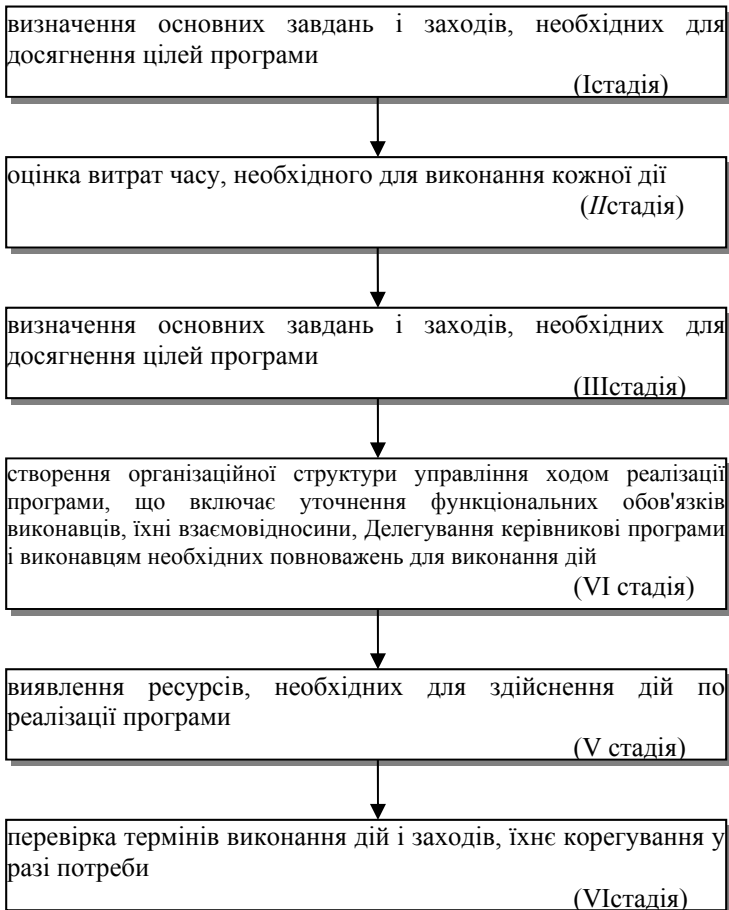 визначення основних завдань і заходів, необхідних для
досягнення цілей програми
(Істадія)
оцінка витрат часу, необхідного для виконання кожної дії
(IIстадія)
визначення основних завдань і заходів, необхідних для
досягнення цілей програми
(IIIстадія)
створення організаційної структури управління ходом реалізації
програми, що включає уточнення функціональних обов'язків
виконавців, їхні взаємовідносини, Делегування керівникові програми
і виконавцям необхідних повноважень для виконання дій
(VI стадія)
виявлення ресурсів, необхідних для здійснення дій по
реалізації програми
(V стадія)
перевірка термінів виконання дій і заходів, їхнє корегування у
разі потреби
(VIстадія)